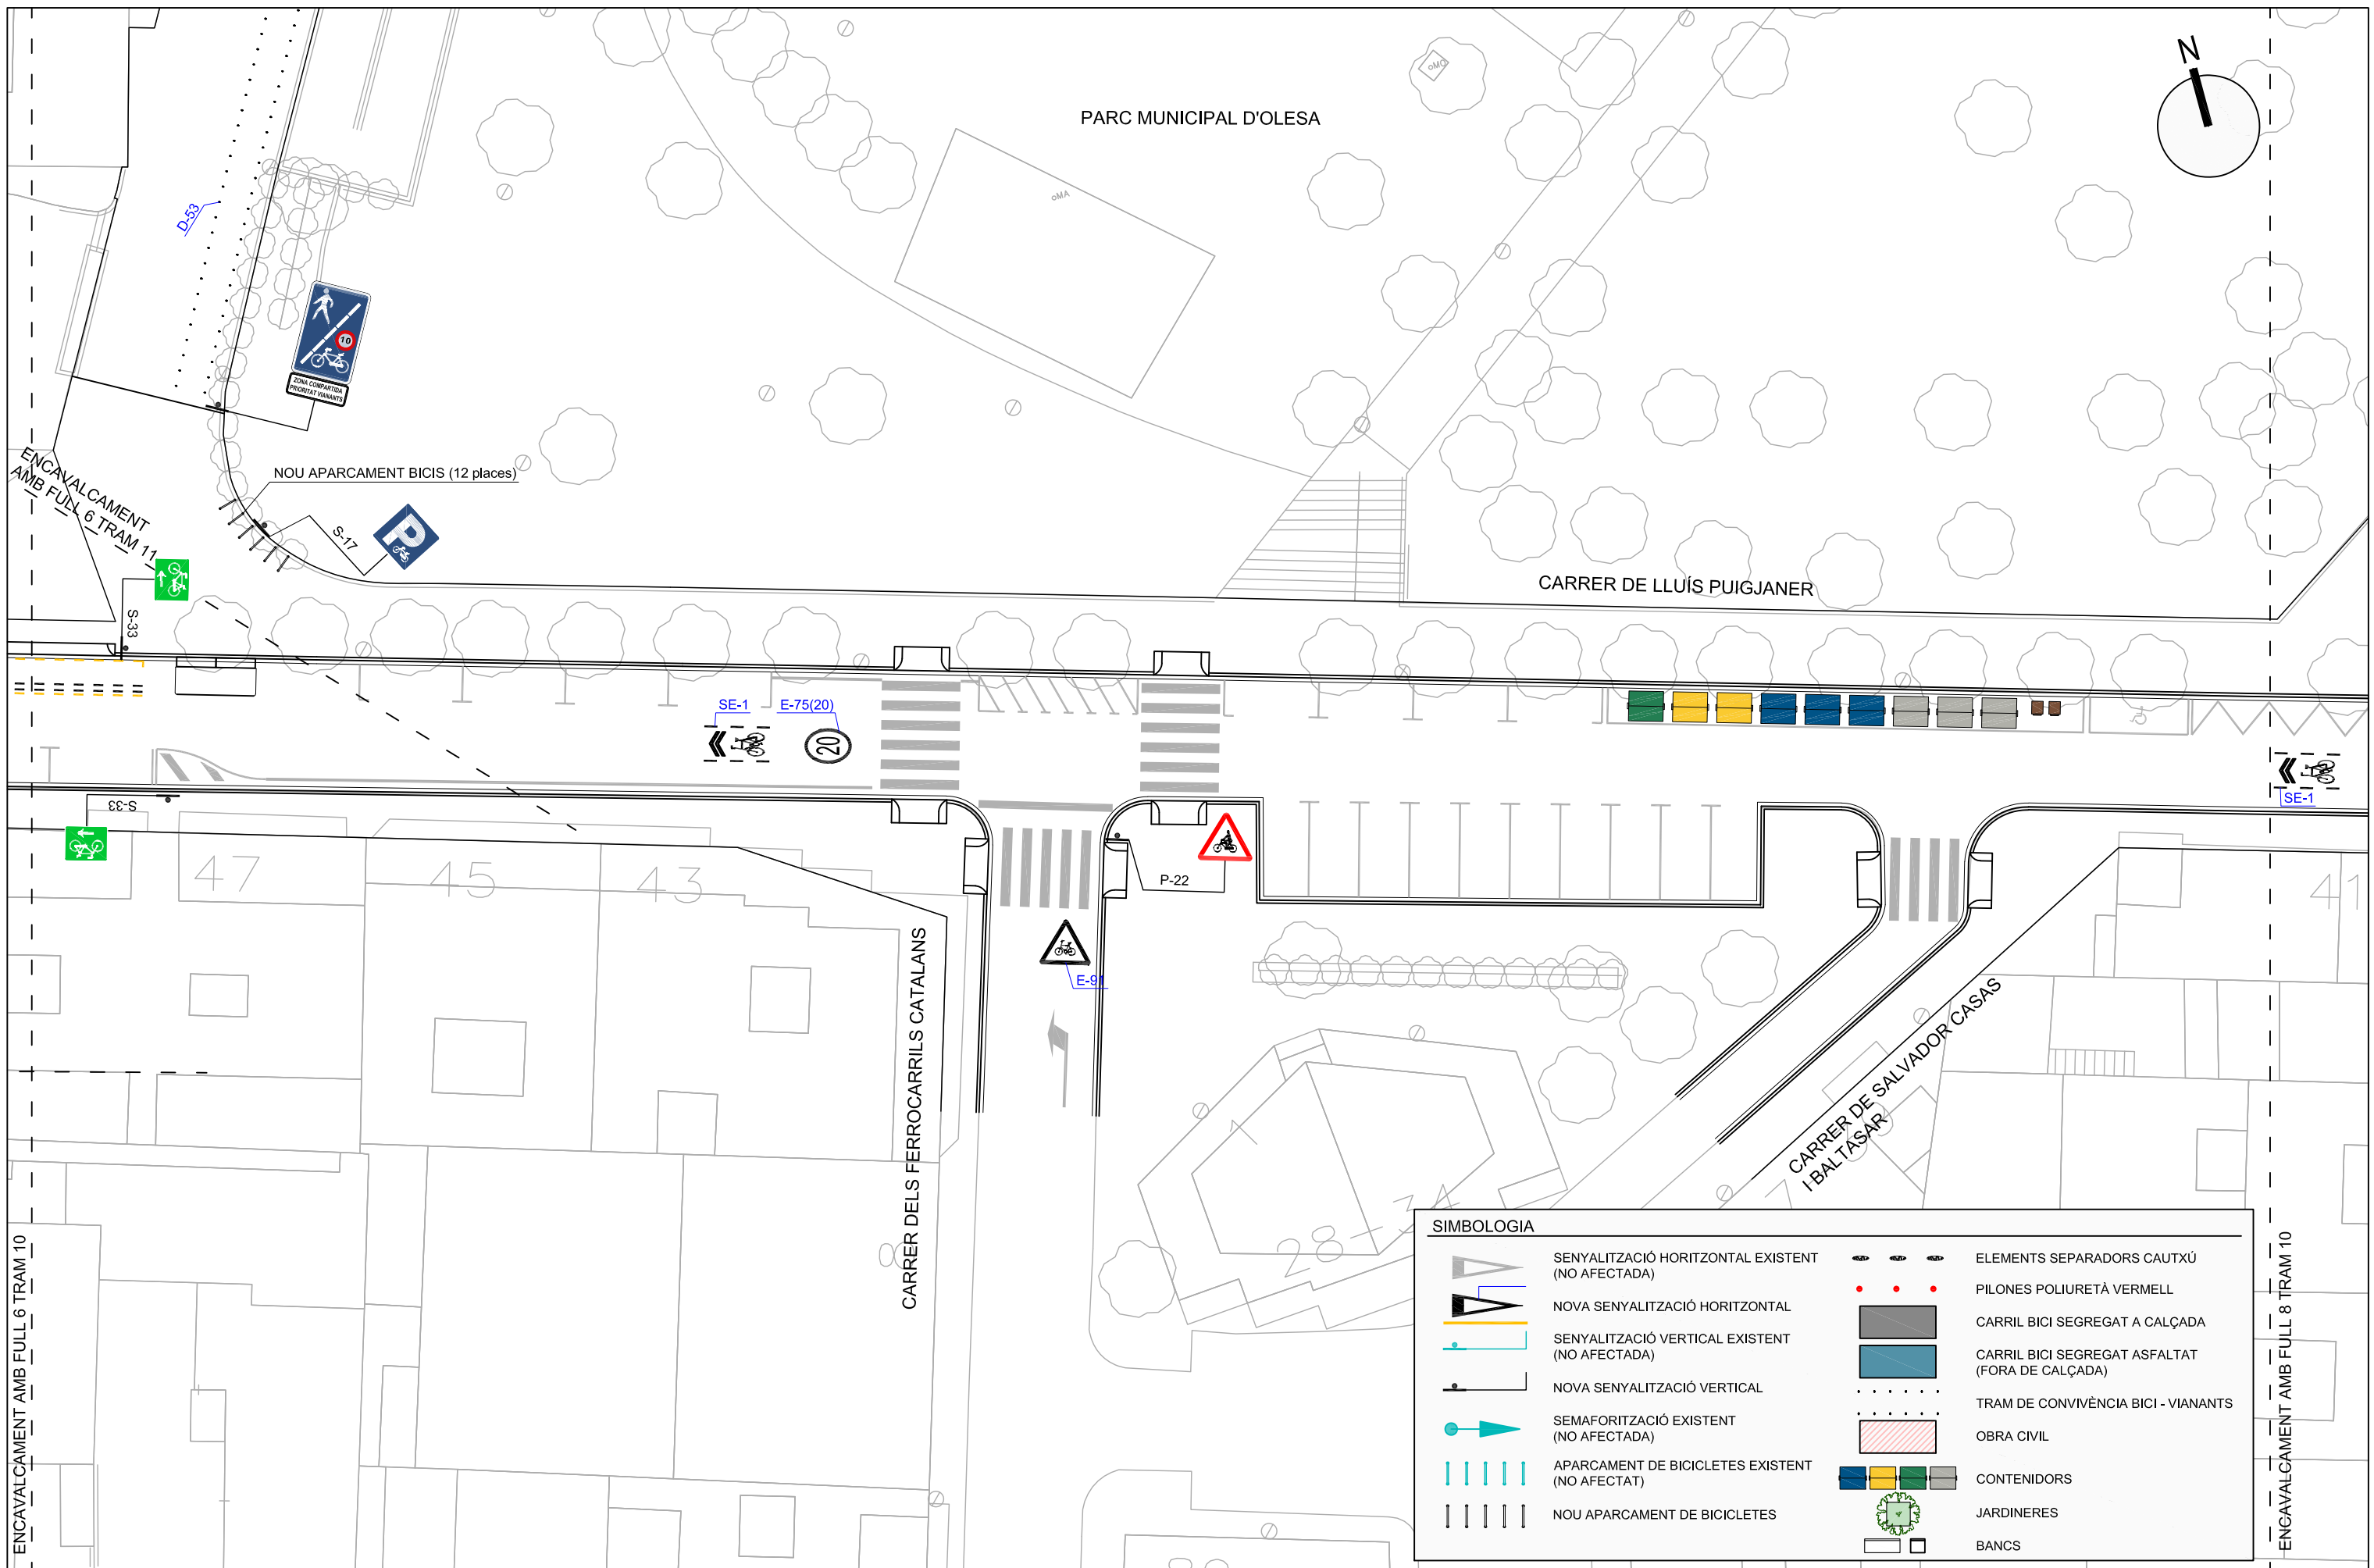 N
PARC MUNICIPAL D'OLESA
oMO
oMA
D-53
10
ZONA COMPARTIDA
PRIORITAT VIANANTS
ENCAVALCAMENT
AMB FULL 6 TRAM 11
NOU APARCAMENT BICIS (12 places)
S-17
P
CARRER DE LLUÍS PUIGJANER
S-33
SE-1
E-75(20)
20
SE-1
S-33
47
45
43
41
P-22
E-91
CARRER DELS FERROCARRILS CATALANS
CARRER DE SALVADOR CASAS
I BALTASAR
28 - 34
ENCAVALCAMENT AMB FULL 6 TRAM 10
ENCAVALCAMENT AMB FULL 8 TRAM 10
SIMBOLOGIA
SENYALITZACIÓ HORITZONTAL EXISTENT
(NO AFECTADA)
NOVA SENYALITZACIÓ HORITZONTAL
SENYALITZACIÓ VERTICAL EXISTENT
(NO AFECTADA)
NOVA SENYALITZACIÓ VERTICAL
SEMAFORITZACIÓ EXISTENT
(NO AFECTADA)
APARCAMENT DE BICICLETES EXISTENT
(NO AFECTAT)
NOU APARCAMENT DE BICICLETES
ELEMENTS SEPARADORS CAUTXÚ
PILONES POLIURETÀ VERMELL
CARRIL BICI SEGREGAT A CALÇADA
CARRIL BICI SEGREGAT ASFALTAT
(FORA DE CALÇADA)
TRAM DE CONVIVÈNCIA BICI - VIANANTS
OBRA CIVIL
CONTENIDORS
JARDINERES
BANCS